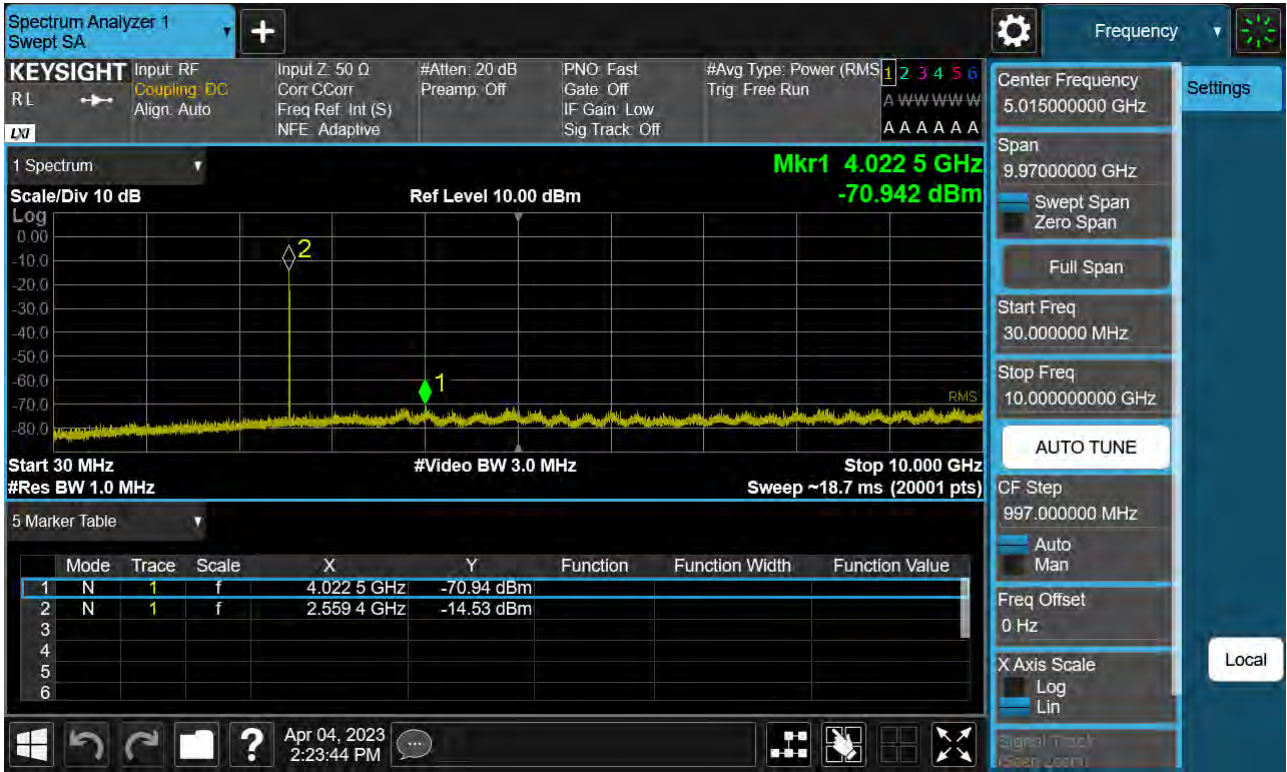 Spectrum Analyzer 1
Swept SA
Frequency
KEYSIGHT
RL
LXI
Input: RF
Coupling: DC
Align: Auto
Input Z: 50 Ω
Corr CCorr
Freq Ref: Int (S)
NFE: Adaptive
#Atten: 20 dB
Preamp: Off
PNO: Fast
Gate: Off
IF Gain: Low
Sig Track: Off
#Avg Type: Power (RMS
Trig: Free Run
1 2 3 4 5 6
A W W W W W
A A A A A A
1 Spectrum
Mkr1 4.022 5 GHz
Scale/Div 10 dB
Ref Level 10.00 dBm
-70.942 dBm
Log
0.00
-10.0
-20.0
-30.0
-40.0
-50.0
-60.0
-70.0
-80.0
2
1
RMS
Start 30 MHz
#Video BW 3.0 MHz
Stop 10.000 GHz
#Res BW 1.0 MHz
Sweep ~18.7 ms (20001 pts)
5 Marker Table
Mode Trace Scale X Y Function Function Width Function Value
1 N 1 f 4.022 5 GHz -70.94 dBm
2 N 1 f 2.559 4 GHz -14.53 dBm
3
4
5
6
Apr 04, 2023
2:23:44 PM
Center Frequency
5.015000000 GHz
Settings
Span
9.97000000 GHz
Swept Span
Zero Span
Full Span
Start Freq
30.000000 MHz
Stop Freq
10.000000000 GHz
AUTO TUNE
CF Step
997.000000 MHz
Auto
Man
Freq Offset
0 Hz
X Axis Scale
Log
Lin
Local
Signal Track
(Span Zoom)